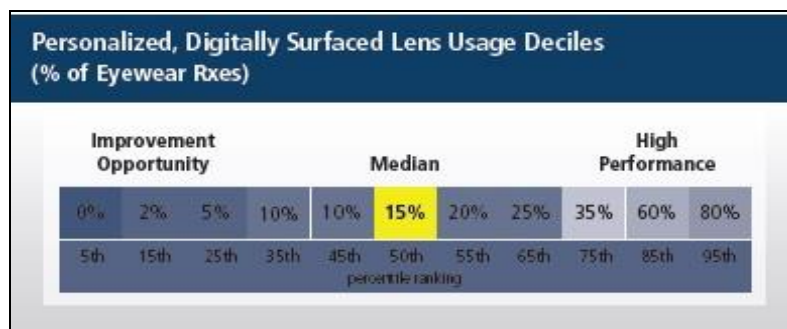 Personalized, Digitally Surfaced Lens Usage Deciles
(% of Eyewear Rxes)
Improvement
Opportunity
Median
High
Performance
0% 2% 5% 10% 10% 15% 20% 25% 35% 60% 80%
5th 15th 25th 35th 45th 50th 55th 65th 75th 85th 95th
percentile ranking